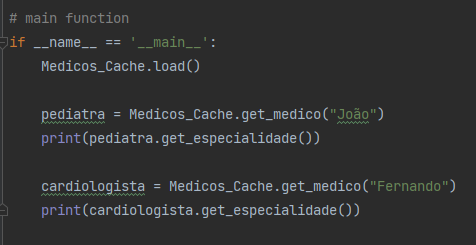 # main function
if __name__ == '__main__':
    Medicos_Cache.load()
    pediatra = Medicos_Cache.get_medico("João")
    print(pediatra.get_especialidade())
    cardiologista = Medicos_Cache.get_medico("Fernando")
    print(cardiologista.get_especialidade())